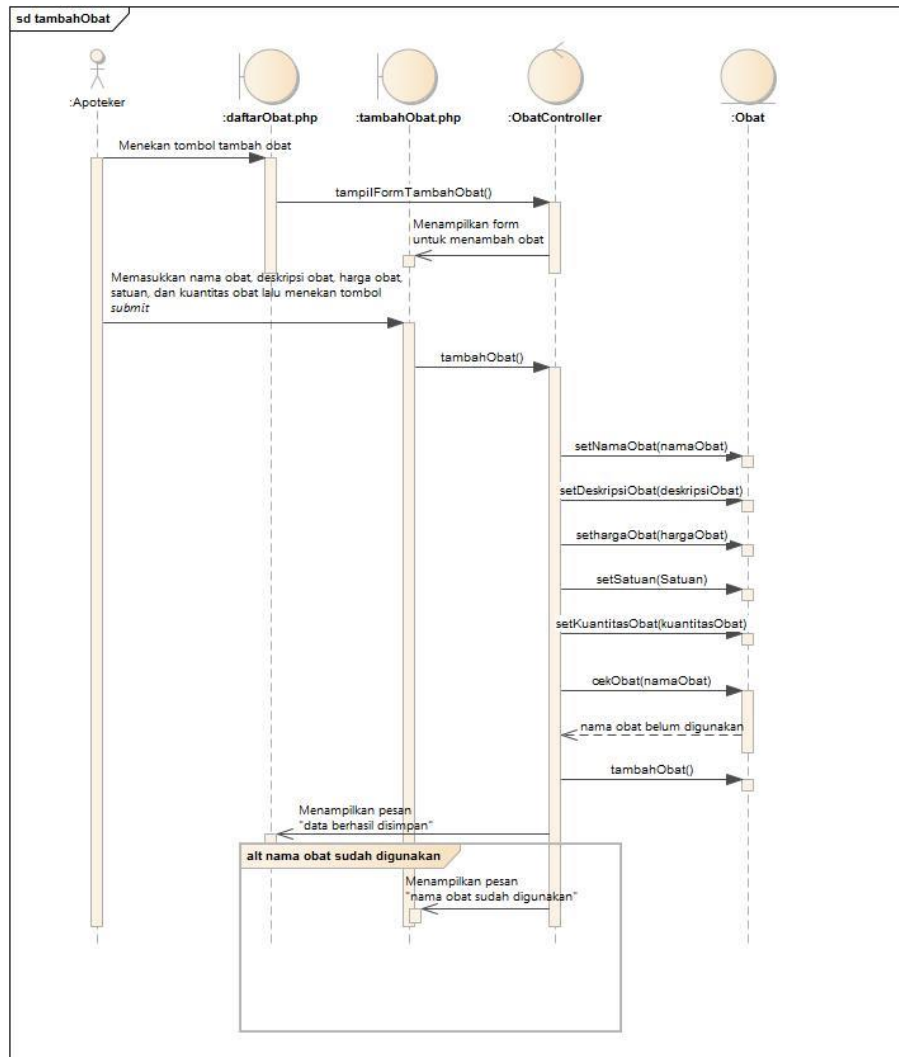 sd tambahObat
:Apoteker
:daftarObat.php
:tambahObat.php
:ObatController
:Obat
Menekan tombol tambah obat
tampilFormTambahObat()
Menampilkan form
untuk menambah obat
Memasukkan nama obat, deskripsi obat, harga obat,
satuan, dan kuantitas obat lalu menekan tombol
submit
tambahObat()
setNamaObat(namaObat)
setDeskripsiObat(deskripsiObat)
sethargaObat(hargaObat)
setSatuan(Satuan)
setKuantitasObat(kuantitasObat)
cekObat(namaObat)
nama obat belum digunakan
tambahObat()
Menampilkan pesan
"data berhasil disimpan"
alt nama obat sudah digunakan
Menampilkan pesan
"nama obat sudah digunakan"